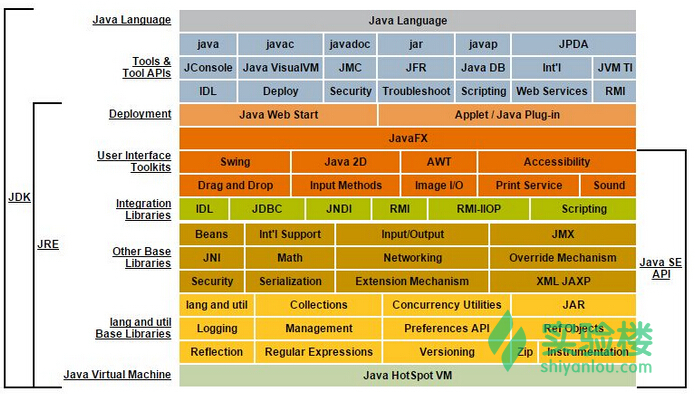 Java Language Java Language
java javac javadoc jar javap JPDA
Tools &
Tool APIs
JConsole Java VisualVM JMC JFR Java DB Int'l JVM TI
IDL Deploy Security Troubleshoot Scripting Web Services RMI
Deployment Java Web Start Applet / Java Plug-in
JavaFX
User Interface
Toolkits
Swing Java 2D AWT Accessibility
Drag and Drop Input Methods Image I/O Print Service Sound
Integration
Libraries
IDL JDBC JNDI RMI RMI-IIOP Scripting
JDK
JRE
Other Base
Libraries
Beans Int'l Support Input/Output JMX
JNI Math Networking Override Mechanism
Security Serialization Extension Mechanism XML JAXP
Java SE
API
lang and util
Base Libraries
lang and util Collections Concurrency Utilities JAR
Logging Management Preferences API Ref Objects
Reflection Regular Expressions Versioning Zip Instrumentation
Java Virtual Machine Java HotSpot VM
实验楼
shiyanlou.com